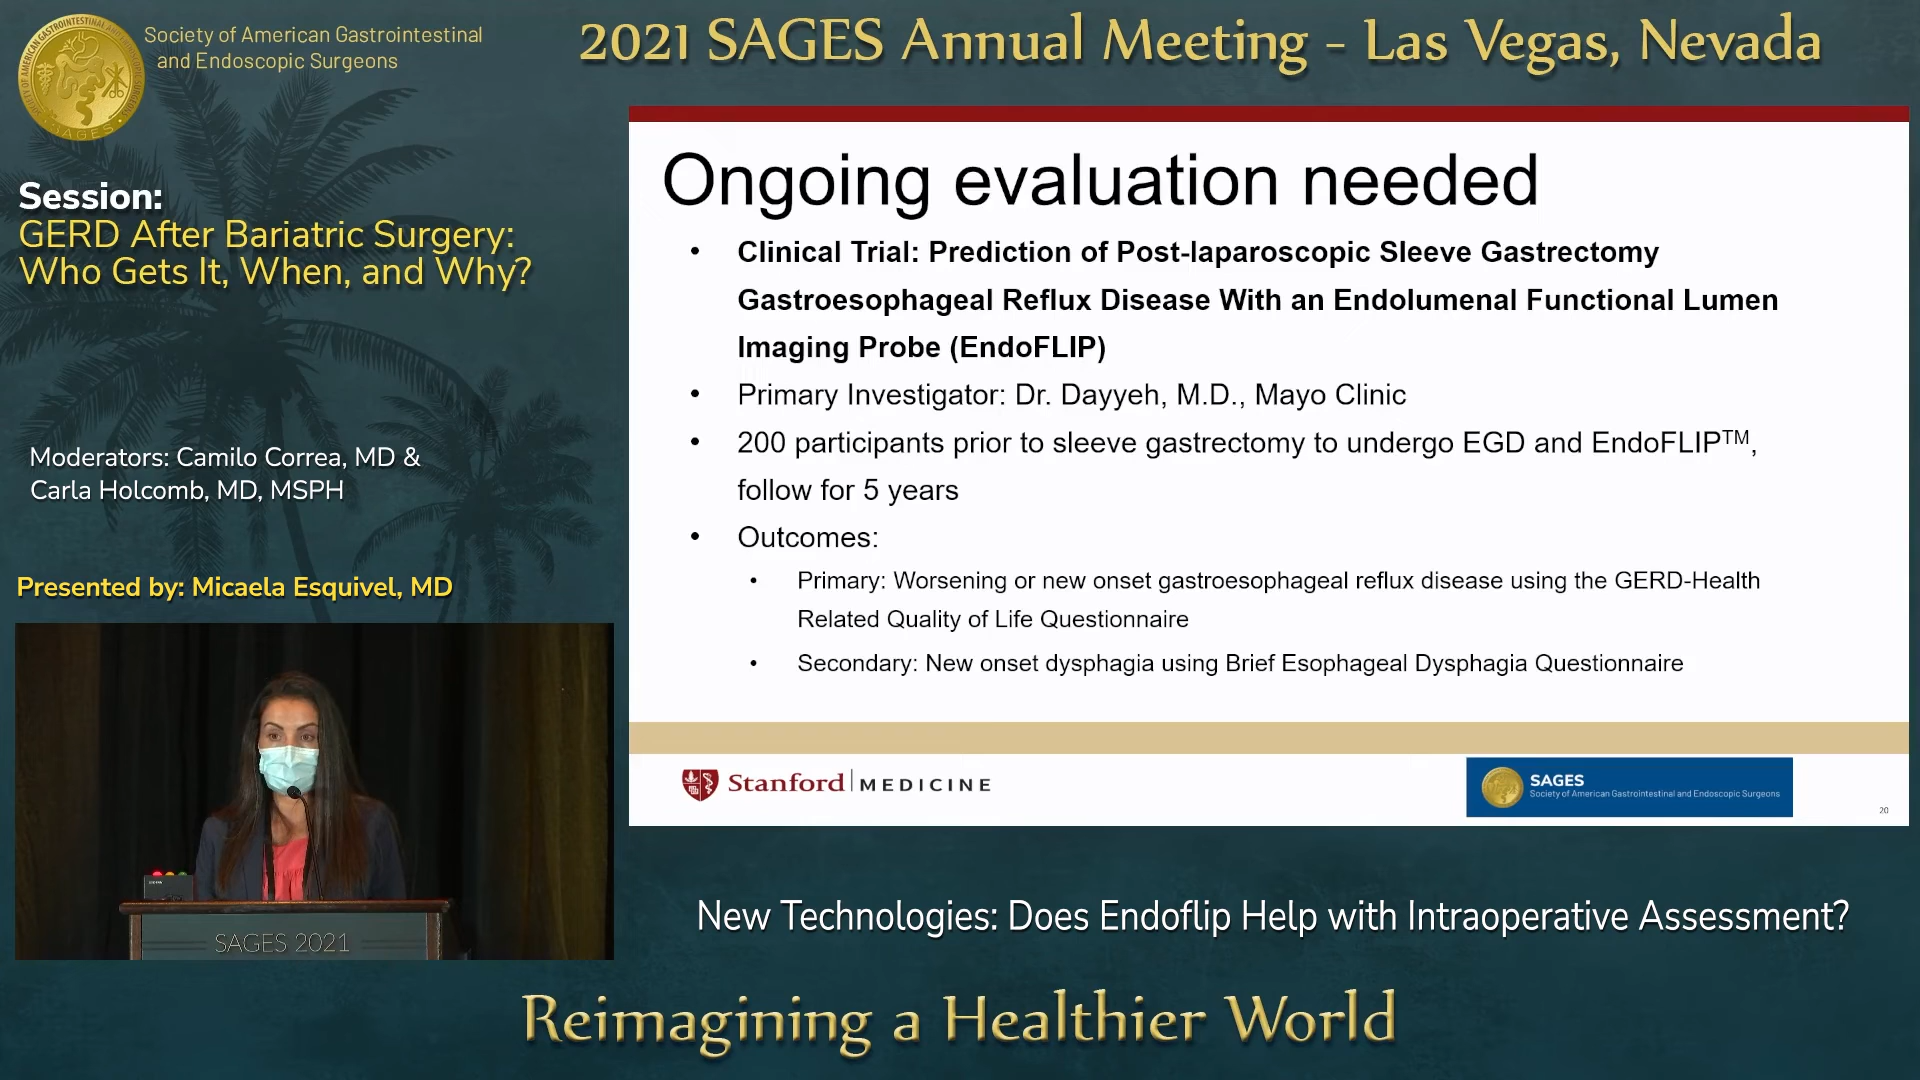 Society of American Gastrointestinal
and Endoscopic Surgeons
2021 SAGES Annual Meeting - Las Vegas, Nevada
SAGES
Session:
GERD After Bariatric Surgery:
Who Gets It, When, and Why?
Moderators: Camilo Correa, MD &
Carla Holcomb, MD, MSPH
Presented by: Micaela Esquivel, MD
SAGES 2021
Ongoing evaluation needed
• Clinical Trial: Prediction of Post-laparoscopic Sleeve Gastrectomy
Gastroesophageal Reflux Disease With an Endolumenal Functional Lumen
Imaging Probe (EndoFLIP)
• Primary Investigator: Dr. Dayyeh, M.D., Mayo Clinic
• 200 participants prior to sleeve gastrectomy to undergo EGD and EndoFLIP™,
follow for 5 years
• Outcomes:
• Primary: Worsening or new onset gastroesophageal reflux disease using the GERD-Health
Related Quality of Life Questionnaire
• Secondary: New onset dysphagia using Brief Esophageal Dysphagia Questionnaire
Stanford MEDICINE
SAGES
Society of American Gastrointestinal and Endoscopic Surgeons
20
New Technologies: Does Endoflip Help with Intraoperative Assessment?
Reimagining a Healthier World